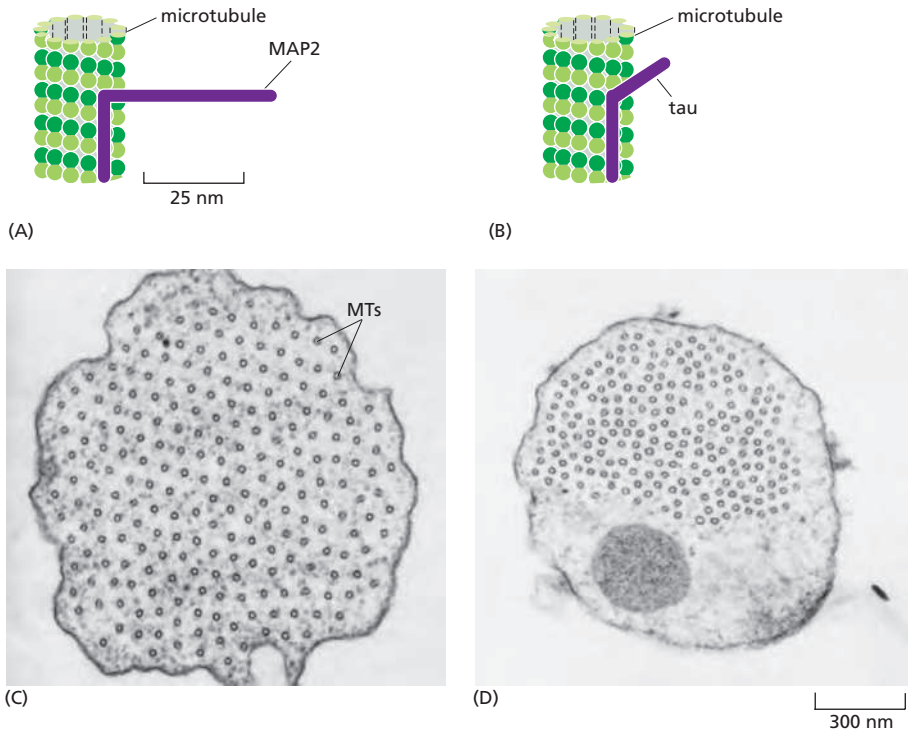 microtubule
MAP2
25 nm
(A)
microtubule
tau
(B)
MTs
(C)
(D)
300 nm